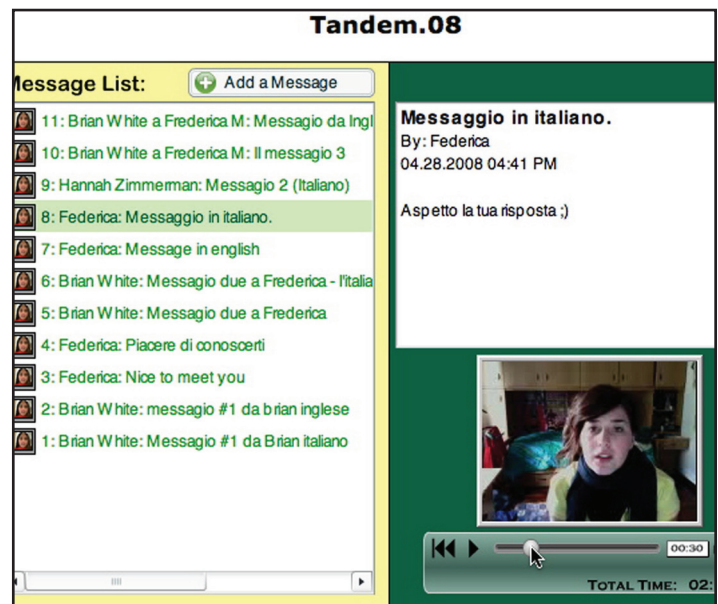 Tandem.08
Message List:
Add a Message
11: Brian White a Frederica M: Messagio da Ingl
10: Brian White a Frederica M: Il messagio 3
9: Hannah Zimmerman: Messagio 2 (Italiano)
8: Federica: Messaggio in italiano.
7: Federica: Message in english
6: Brian White: Messagio due a Frederica - l'italia
5: Brian White: Messagio due a Frederica
4: Federica: Piacere di conoscerti
3: Federica: Nice to meet you
2: Brian White: messagio #1 da brian inglese
1: Brian White: Messagio #1 da Brian italiano
Messaggio in italiano.
By: Federica
04.28.2008 04:41 PM
Aspetto la tua risposta ;)
00:30
TOTAL TIME: 02: